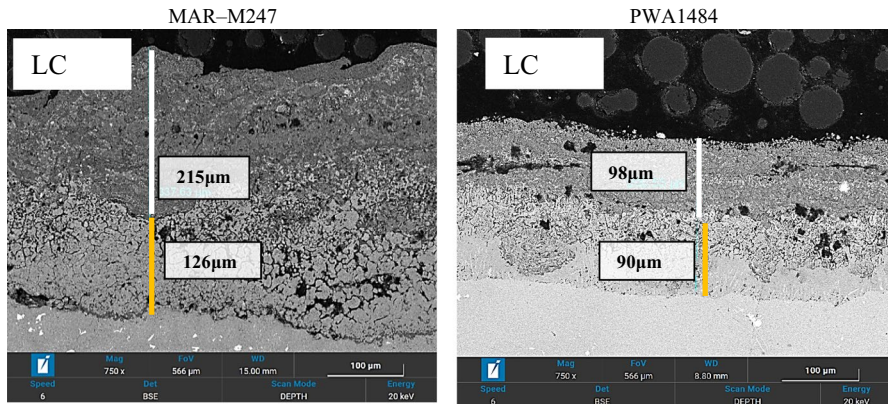 MAR–M247
PWA1484
LC
LC
215μm
126μm
98μm
90μm
Mag FoV WD
750 x 566 μm 15.00 mm 100 μm
Speed Det Scan Mode Energy
6 BSE DEPTH 20 keV
Mag FoV WD
750 x 566 μm 8.80 mm 100 μm
Speed Det Scan Mode Energy
6 BSE DEPTH 20 keV